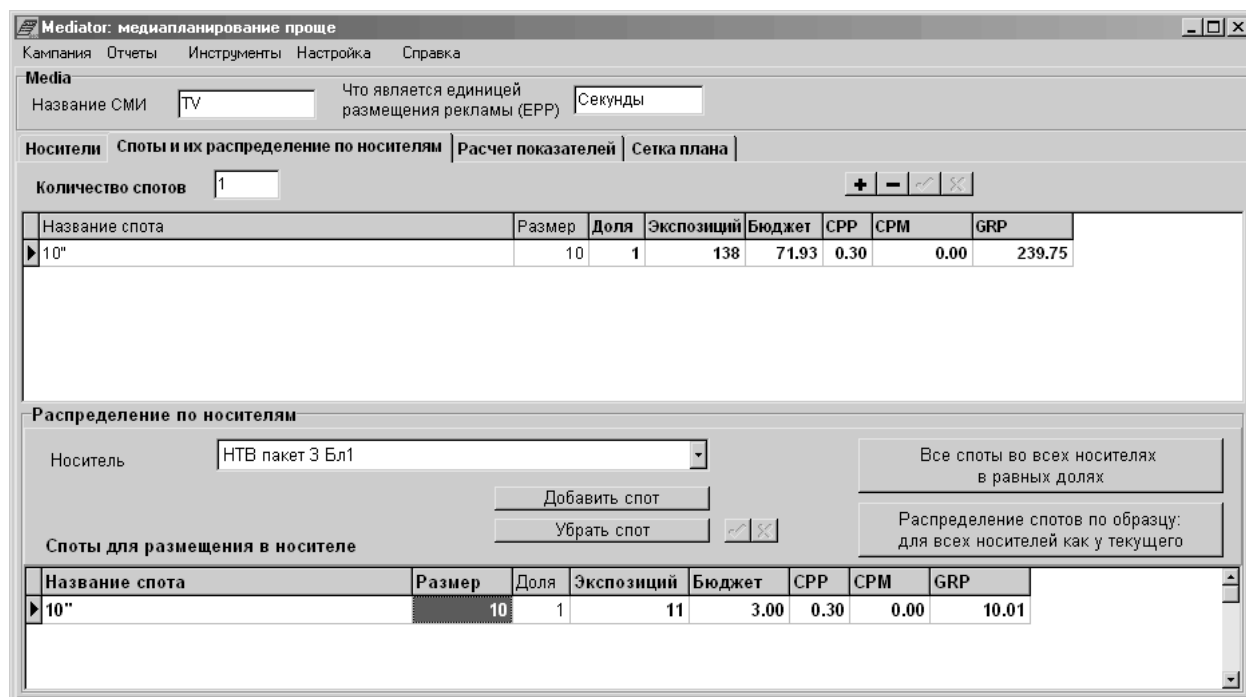 Mediator: медиапланирование проще
Кампания Отчеты Инструменты Настройка Справка
Media
Название СМИ TV Что является единицей размещения рекламы (ЕРР) Секунды
Носители Споты и их распределение по носителям Расчет показателей Сетка плана
Количество спотов 1
Название спота Размер Доля Экспозиций Бюджет CPP CPM GRP
10" 10 1 138 71.93 0.30 0.00 239.75
Распределение по носителям
Носитель НТВ пакет 3 Бл1
Все споты во всех носителях
в равных долях
Добавить спот
Убрать спот
Распределение спотов по образцу:
для всех носителей как у текущего
Споты для размещения в носителе
Название спота Размер Доля Экспозиций Бюджет CPP CPM GRP
10" 10 1 11 3.00 0.30 0.00 10.01